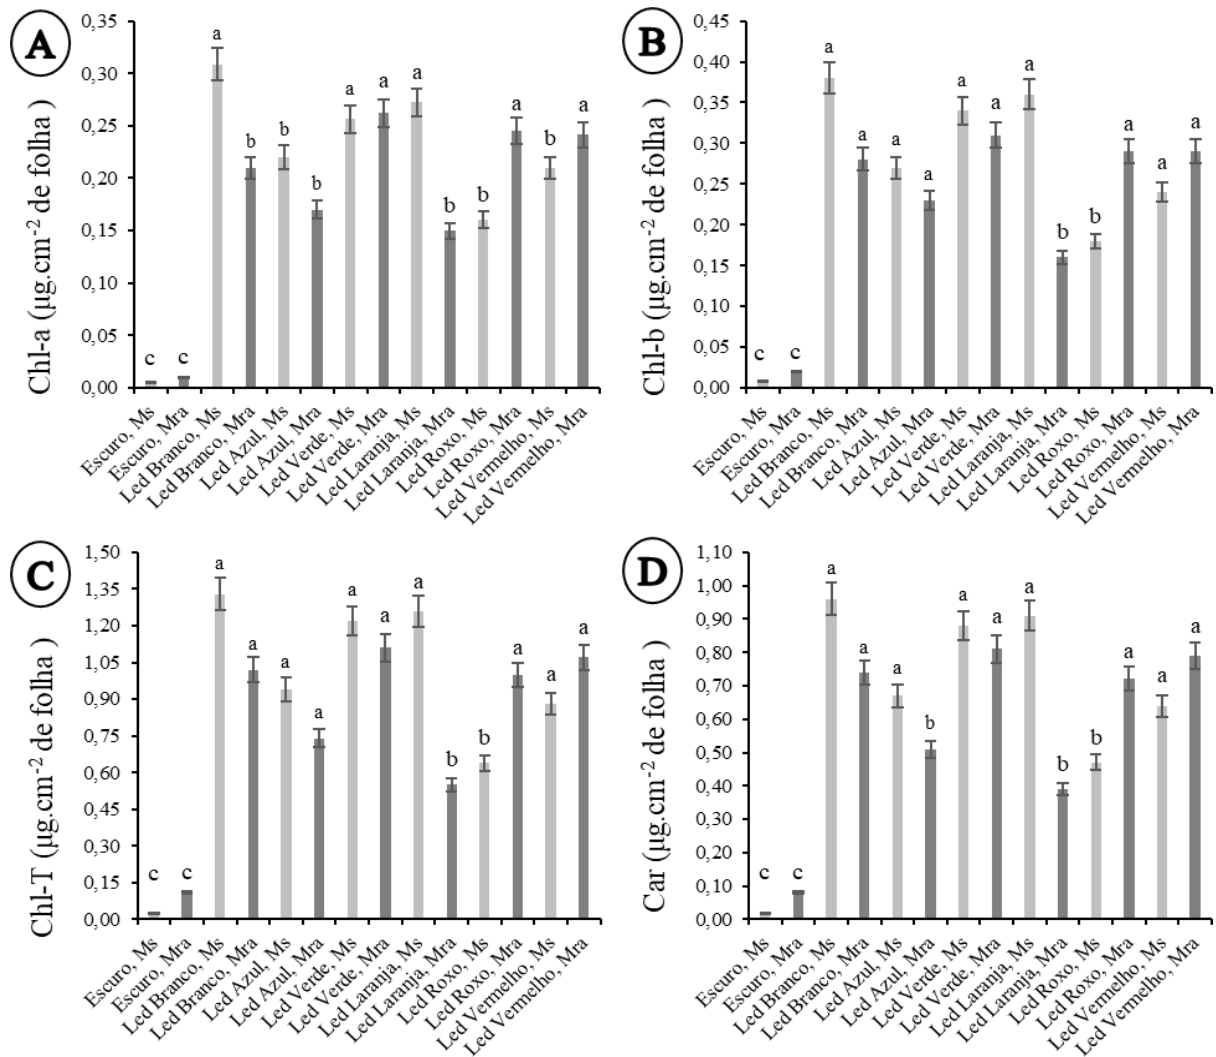 A
Chl-a (µg.cm-2 de folha )
0,35
0,30
0,25
0,20
0,15
0,10
0,05
0,00
c
c
a
b
b
b
a
a
a
b
b
a
b
a
Escuro, Ms
Escuro, Mra
Led Branco, Ms
Led Branco, Mra
Led Azul, Ms
Led Azul, Mra
Led Verde, Ms
Led Verde, Mra
Led Laranja, Ms
Led Laranja, Mra
Led Roxo, Ms
Led Roxo, Mra
Led Vermelho, Ms
Led Vermelho, Mra
B
Chl-b (µg.cm-2 de folha )
0,45
0,40
0,35
0,30
0,25
0,20
0,15
0,10
0,05
0,00
c
c
a
a
a
a
a
a
a
b
b
a
a
a
Escuro, Ms
Escuro, Mra
Led Branco, Ms
Led Branco, Mra
Led Azul, Ms
Led Azul, Mra
Led Verde, Ms
Led Verde, Mra
Led Laranja, Ms
Led Laranja, Mra
Led Roxo, Ms
Led Roxo, Mra
Led Vermelho, Ms
Led Vermelho, Mra
C
Chl-T (µg.cm-2 de folha )
1,50
1,35
1,20
1,05
0,90
0,75
0,60
0,45
0,30
0,15
0,00
c
c
a
a
a
a
a
a
a
b
b
a
a
a
Escuro, Ms
Escuro, Mra
Led Branco, Ms
Led Branco, Mra
Led Azul, Ms
Led Azul, Mra
Led Verde, Ms
Led Verde, Mra
Led Laranja, Ms
Led Laranja, Mra
Led Roxo, Ms
Led Roxo, Mra
Led Vermelho, Ms
Led Vermelho, Mra
D
Car (µg.cm-2 de folha )
1,10
1,00
0,90
0,80
0,70
0,60
0,50
0,40
0,30
0,20
0,10
0,00
c
c
a
a
a
b
a
a
a
b
b
a
a
a
Escuro, Ms
Escuro, Mra
Led Branco, Ms
Led Branco, Mra
Led Azul, Ms
Led Azul, Mra
Led Verde, Ms
Led Verde, Mra
Led Laranja, Ms
Led Laranja, Mra
Led Roxo, Ms
Led Roxo, Mra
Led Vermelho, Ms
Led Vermelho, Mra